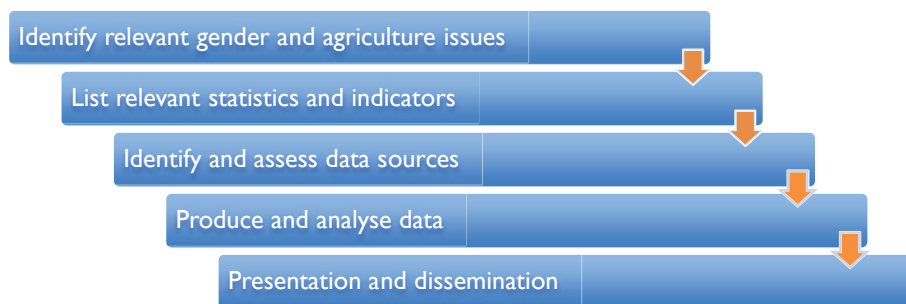 Identify relevant gender and agriculture issues
List relevant statistics and indicators
Identify and assess data sources
Produce and analyse data
Presentation and dissemination